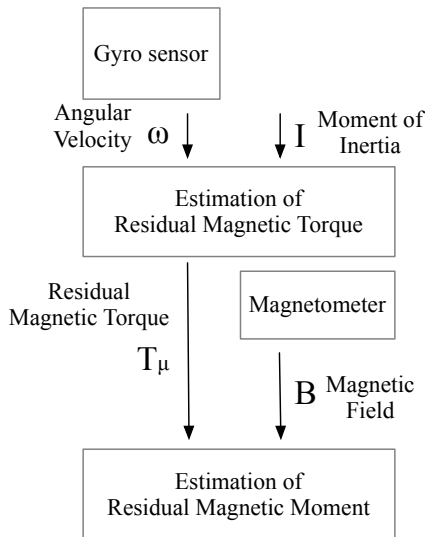 Gyro sensor
Angular
Velocity
ω
I
Moment of
Inertia
Estimation of
Residual Magnetic Torque
Residual
Magnetic Torque
Tμ
Magnetometer
B
Magnetic
Field
Estimation of
Residual Magnetic Moment